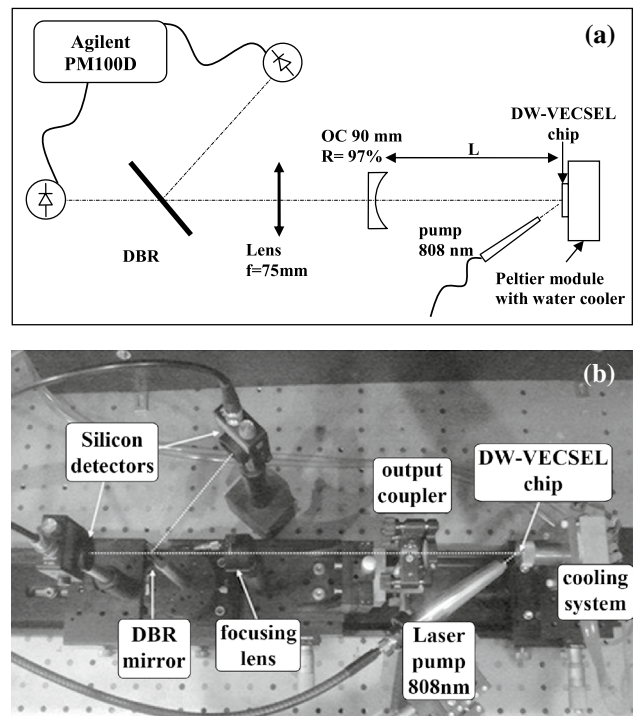 (a)
Agilent
PM100D
DW-VECSEL
chip
OC 90 mm
R= 97%
L
pump
808 nm
DBR
Lens
f=75mm
Peltier module
with water cooler
(b)
Silicon
detectors
output
coupler
DW-VECSEL
chip
cooling
system
DBR
mirror
focusing
lens
Laser
pump
808nm